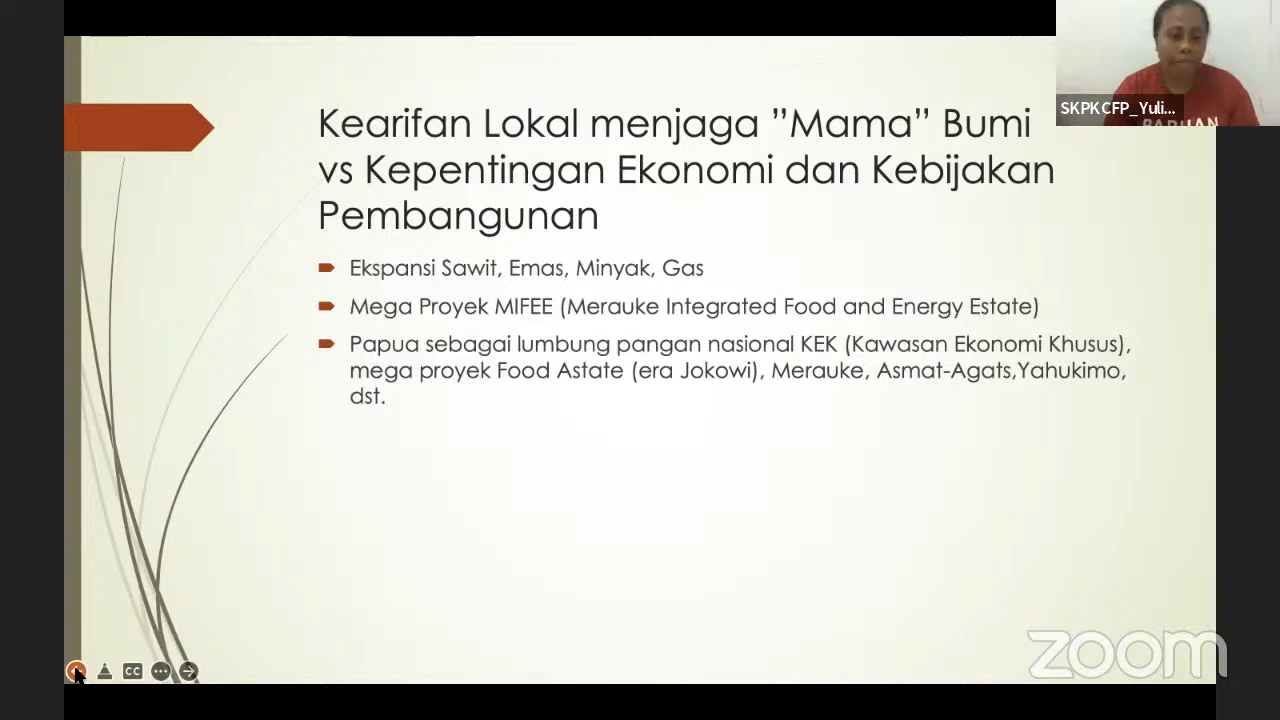 Kearifan Lokal menjaga ”Mama” Bumi
vs Kepentingan Ekonomi dan Kebijakan
Pembangunan
Ekspansi Sawit, Emas, Minyak, Gas
Mega Proyek MIFEE (Merauke Integrated Food and Energy Estate)
Papua sebagai lumbung pangan nasional KEK (Kawasan Ekonomi Khusus),
mega proyek Food Astate (era Jokowi), Merauke, Asmat-Agats,Yahukimo,
dst.
SKPKCFP_Yuli...
CC
zoom